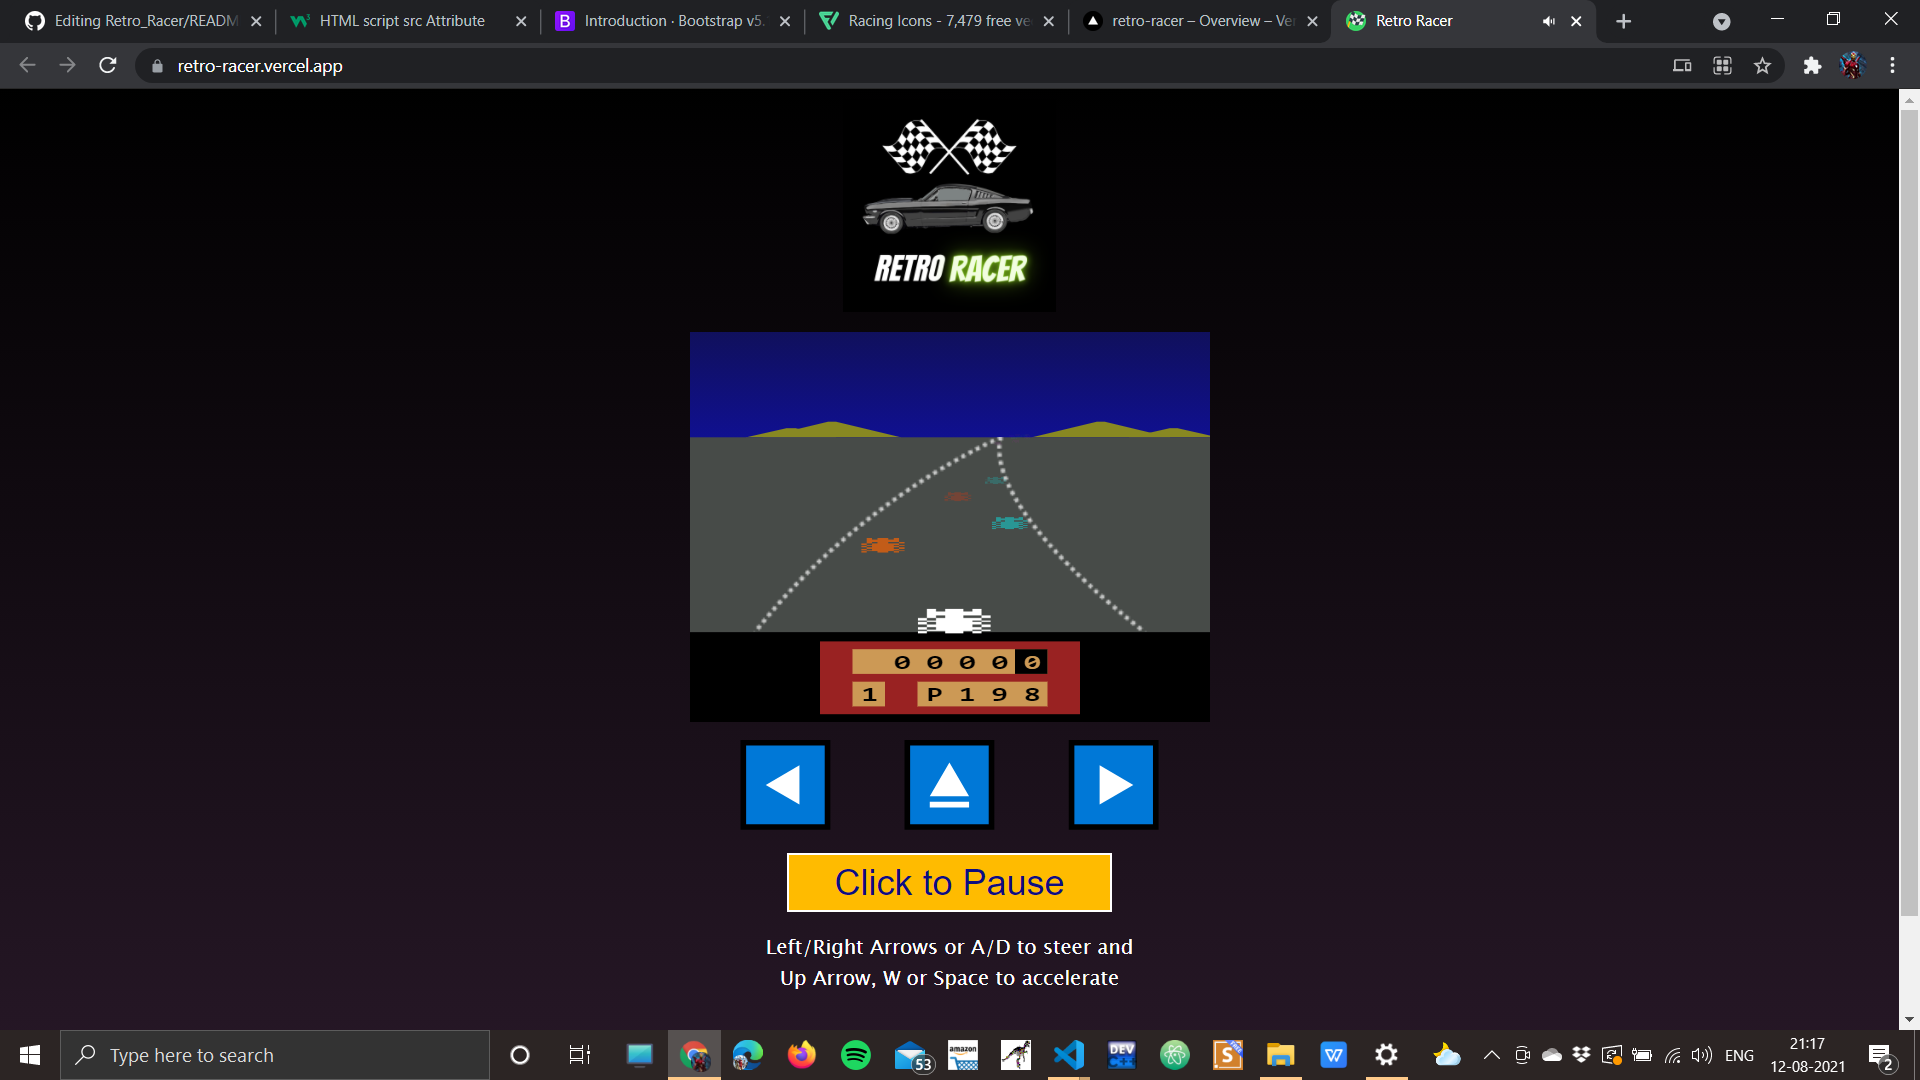 Editing Retro_Racer/READM
HTML script src Attribute
Introduction · Bootstrap v5.
Racing Icons - 7,479 free ve
retro-racer – Overview – Ver
Retro Racer
retro-racer.vercel.app
RETRO RACER
0 0 0 0 0
1 P 1 9 8
Click to Pause
Left/Right Arrows or A/D to steer and
Up Arrow, W or Space to accelerate
Type here to search
53
amazon
DEV
C++
S
W
ENG
21:17
12-08-2021
2